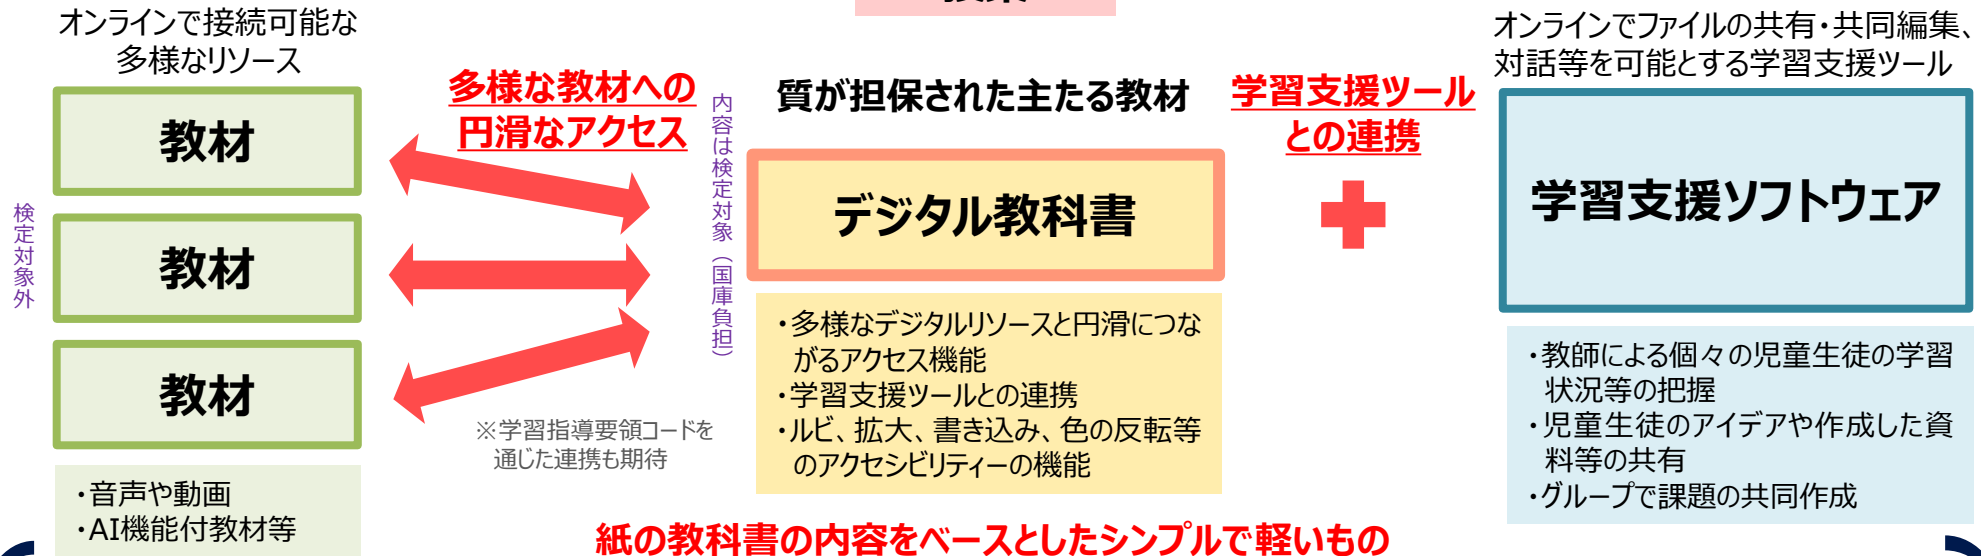 オンラインで接続可能な
多様なリソース
教材
教材
教材
検定対象外
・音声や動画
・AI機能付教材等
多様な教材への
円滑なアクセス
※学習指導要領コードを
通じた連携も期待
内容は検定対象（国庫負担）
質が担保された主たる教材
デジタル教科書
・多様なデジタルリソースと円滑につな
がるアクセス機能
・学習支援ツールとの連携
・ルビ、拡大、書き込み、色の反転等
のアクセシビリティーの機能
紙の教科書の内容をベースとしたシンプルで軽いもの
学習支援ツール
との連携
オンラインでファイルの共有・共同編集、
対話等を可能とする学習支援ツール
学習支援ソフトウェア
・教師による個々の児童生徒の学習
状況等の把握
・児童生徒のアイデアや作成した資
料等の共有
・グループで課題の共同作成